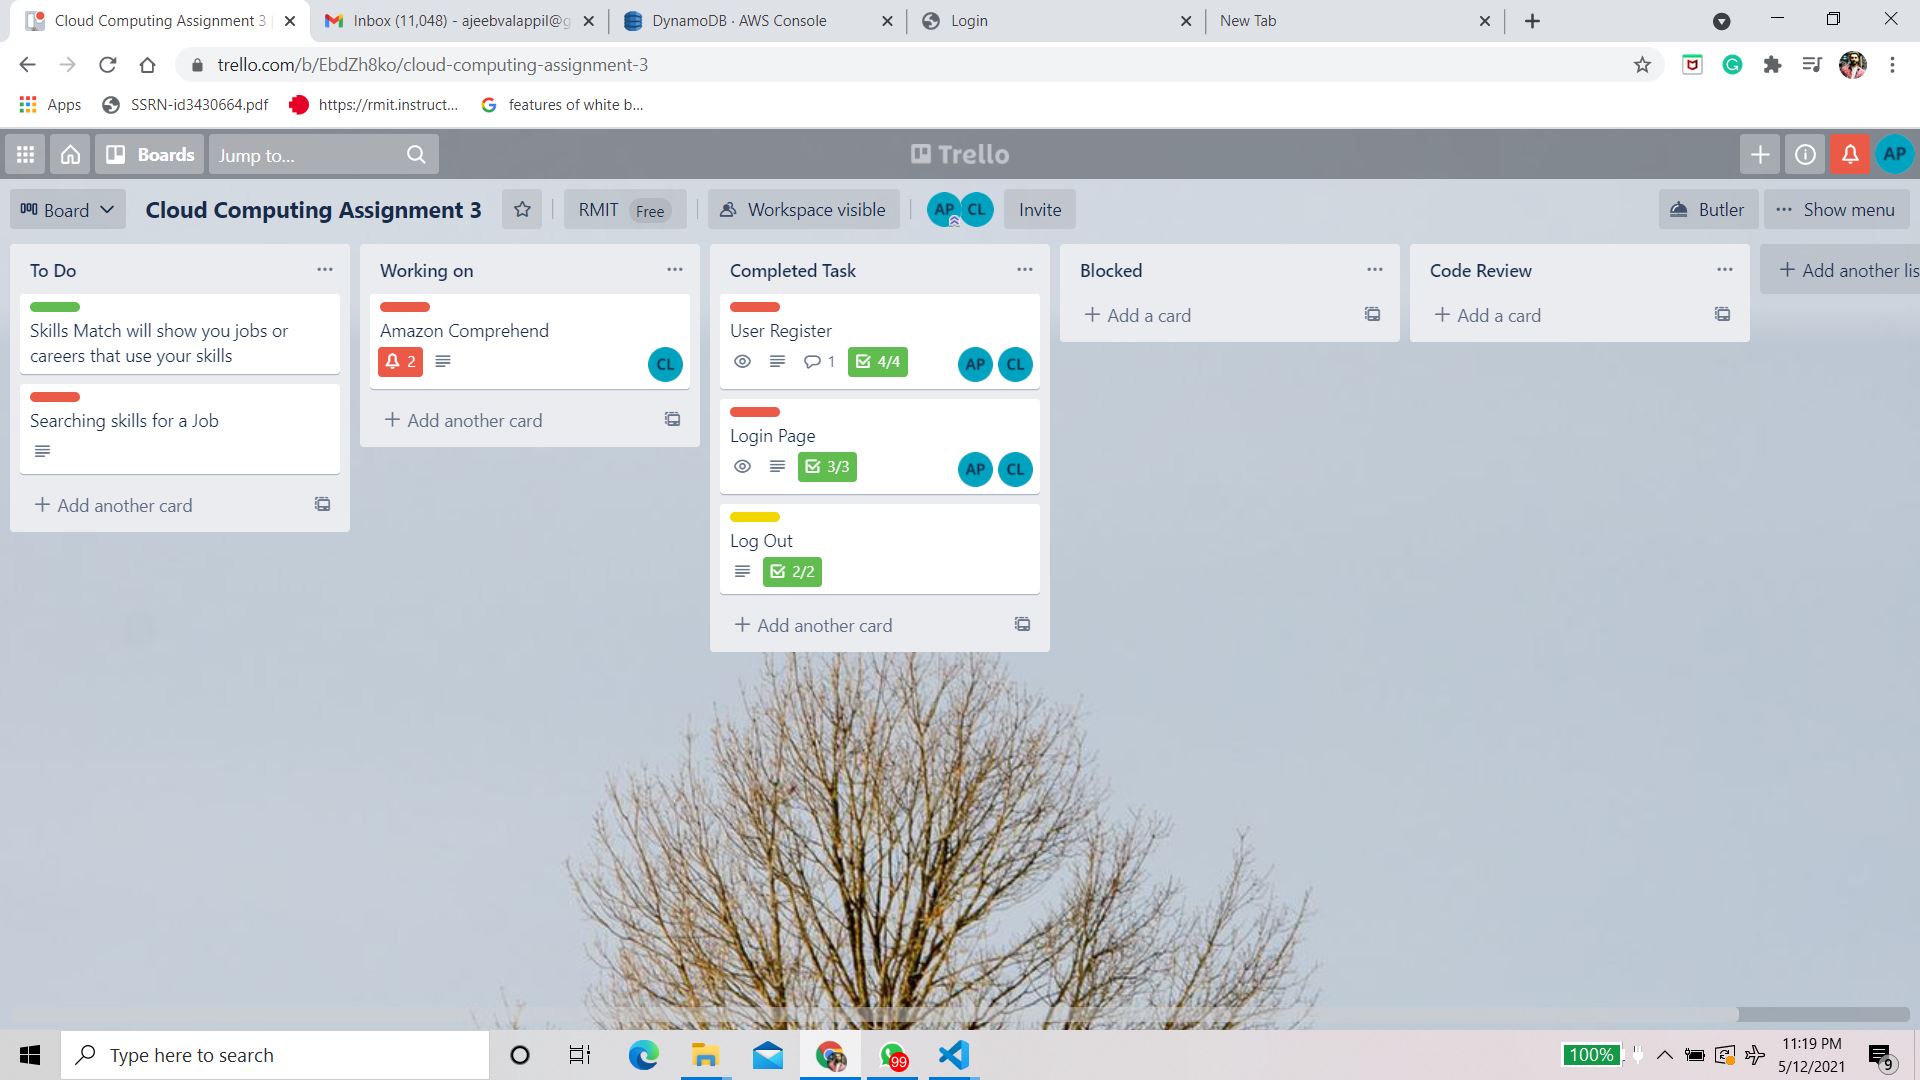 Cloud Computing Assignment 3
Inbox (11,048) - ajeebvalappil@g
DynamoDB · AWS Console
Login
New Tab
trello.com/b/EbdZh8ko/cloud-computing-assignment-3
Apps
SSRN-id3430664.pdf
https://rmit.instruct...
features of white b...
Boards
Jump to...
Trello
AP
Board
Cloud Computing Assignment 3
RMIT Free
Workspace visible
AP CL
Invite
Butler
... Show menu
To Do
Skills Match will show you jobs or
careers that use your skills
Searching skills for a Job
+ Add another card
Working on
Amazon Comprehend
2
CL
+ Add another card
Completed Task
User Register
1
4/4
AP CL
Login Page
3/3
AP CL
Log Out
2/2
+ Add another card
Blocked
+ Add a card
Code Review
+ Add a card
+ Add another lis
Type here to search
99
100%
11:19 PM
5/12/2021
9